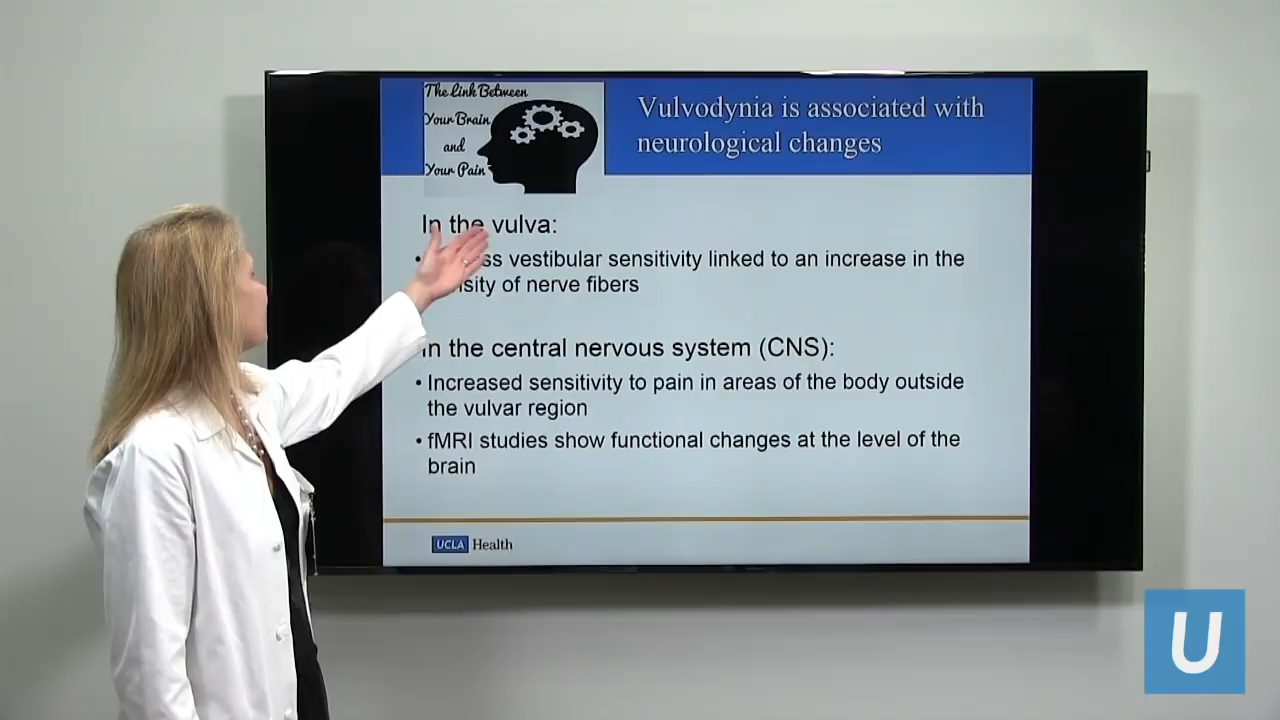 The Link Between
Your Brain
and
Your Pain
Vulvodynia is associated with
neurological changes
In the vulva:
vestibular sensitivity linked to an increase in the
of nerve fibers
In the central nervous system (CNS):
• Increased sensitivity to pain in areas of the body outside
the vulvar region
• fMRI studies show functional changes at the level of the
brain
UCLA Health
U